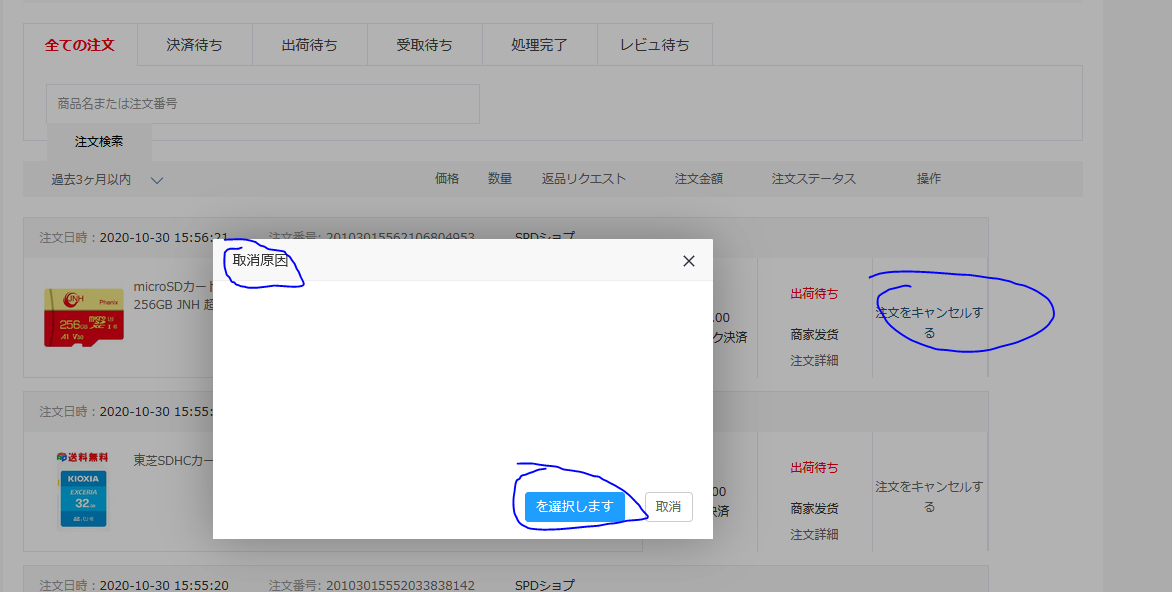 全ての注文 決済待ち 出荷待ち 受取待ち 処理完了 レビュ待ち
商品名または注文番号
注文検索
過去3ヶ月以内 価格 数量 返品リクエスト 注文金額 注文ステータス 操作
注文日時：2020-10-30 15:56:21 注文番号: 20103015562106804953 SPDショプ
取消原因
microSDカード
256GB JNH 超
JNH Phanix
256GB microSD
A1 V30
.00
ク決済
出荷待ち
商家发货
注文詳細
注文をキャンセルす
る
注文日時：2020-10-30 15:55:
送料無料
KIOXIA
EXCERIA
32GB
東芝SDHCカー
00
決済
出荷待ち
商家发货
注文詳細
注文をキャンセルす
る
を選択します 取消
注文日時：2020-10-30 15:55:20 注文番号: 20103015552033838142 SPDショプ